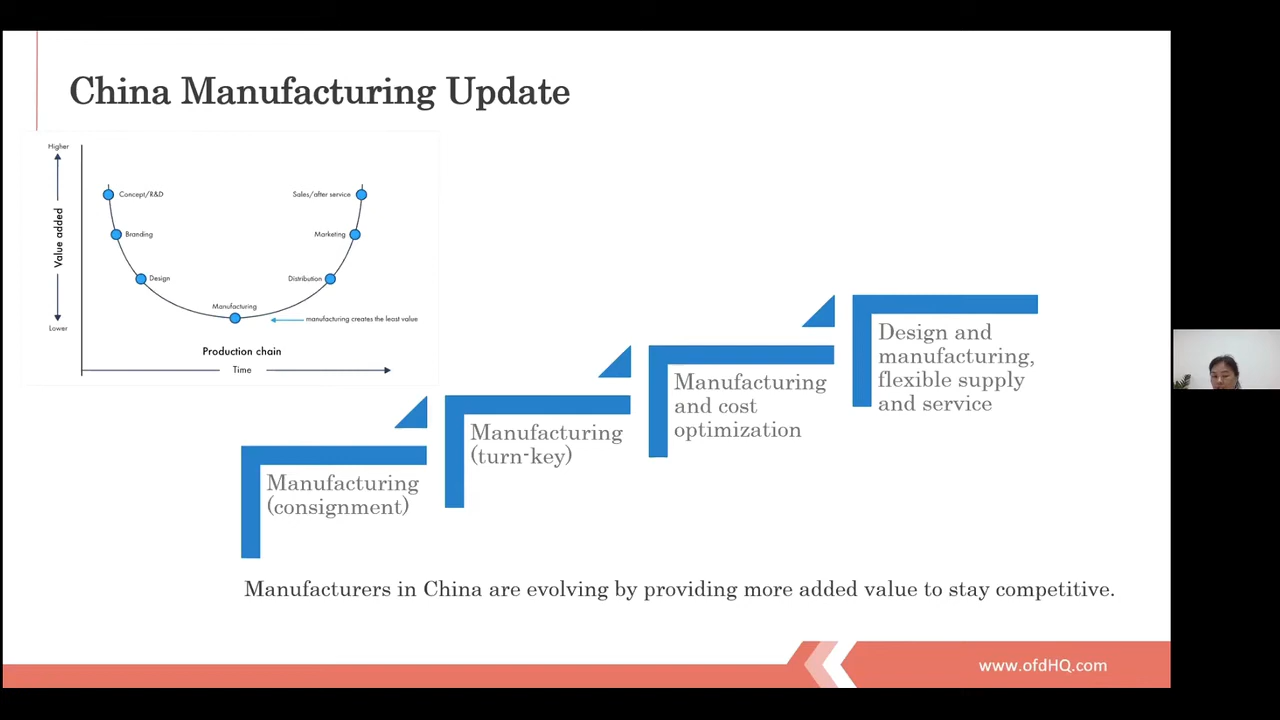 China Manufacturing Update
Higher
Value added
Lower
Concept/R&D
Sales/after service
Branding
Marketing
Design
Distribution
Manufacturing
manufacturing creates the least value
Production chain
Time
Manufacturing
(consignment)
Manufacturing
(turn-key)
Manufacturing
and cost
optimization
Design and
manufacturing,
flexible supply
and service
Manufacturers in China are evolving by providing more added value to stay competitive.
www.ofdHQ.com